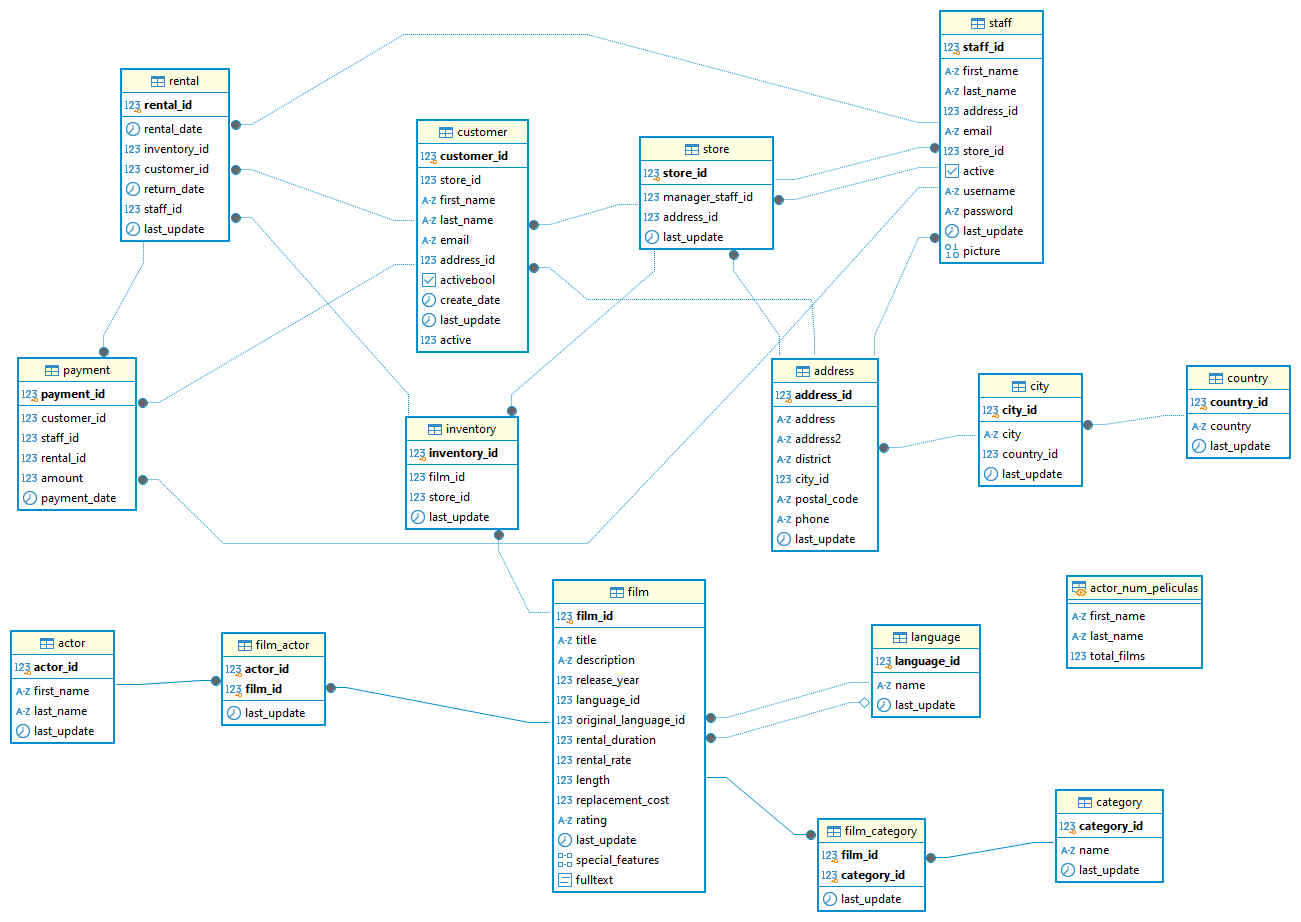 staff
123 staff_id
A-Z first_name
A-Z last_name
123 address_id
A-Z email
123 store_id
active
A-Z username
A-Z password
last_update
picture
rental
123 rental_id
rental_date
123 inventory_id
123 customer_id
return_date
123 staff_id
last_update
customer
123 customer_id
123 store_id
A-Z first_name
A-Z last_name
A-Z email
123 address_id
activebool
create_date
last_update
123 active
store
123 store_id
123 manager_staff_id
123 address_id
last_update
payment
123 payment_id
123 customer_id
123 staff_id
123 rental_id
123 amount
payment_date
inventory
123 inventory_id
123 film_id
123 store_id
last_update
address
123 address_id
A-Z address
A-Z address2
A-Z district
123 city_id
A-Z postal_code
A-Z phone
last_update
city
123 city_id
A-Z city
123 country_id
last_update
country
123 country_id
A-Z country
last_update
actor
123 actor_id
A-Z first_name
A-Z last_name
last_update
film_actor
123 actor_id
123 film_id
last_update
film
123 film_id
A-Z title
A-Z description
123 release_year
123 language_id
123 original_language_id
123 rental_duration
123 rental_rate
123 length
123 replacement_cost
A-Z rating
last_update
special_features
fulltext
language
123 language_id
A-Z name
last_update
actor_num_peliculas
A-Z first_name
A-Z last_name
123 total_films
film_category
123 film_id
123 category_id
last_update
category
123 category_id
A-Z name
last_update